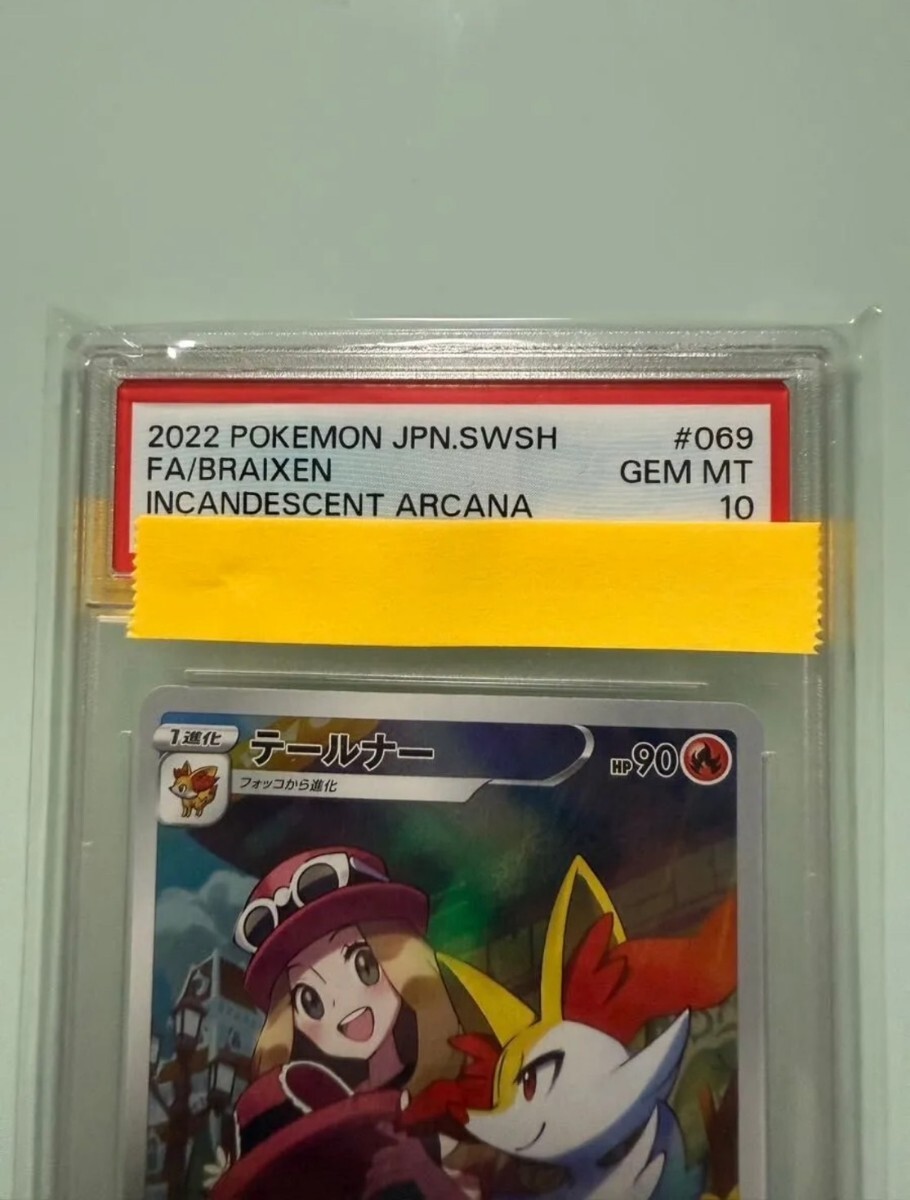 2022 POKEMON JPN.SWSH #069
FA/BRAIXEN GEM MT
INCANDESCENT ARCANA 10
1進化 テールナー HP90
フォッコから進化